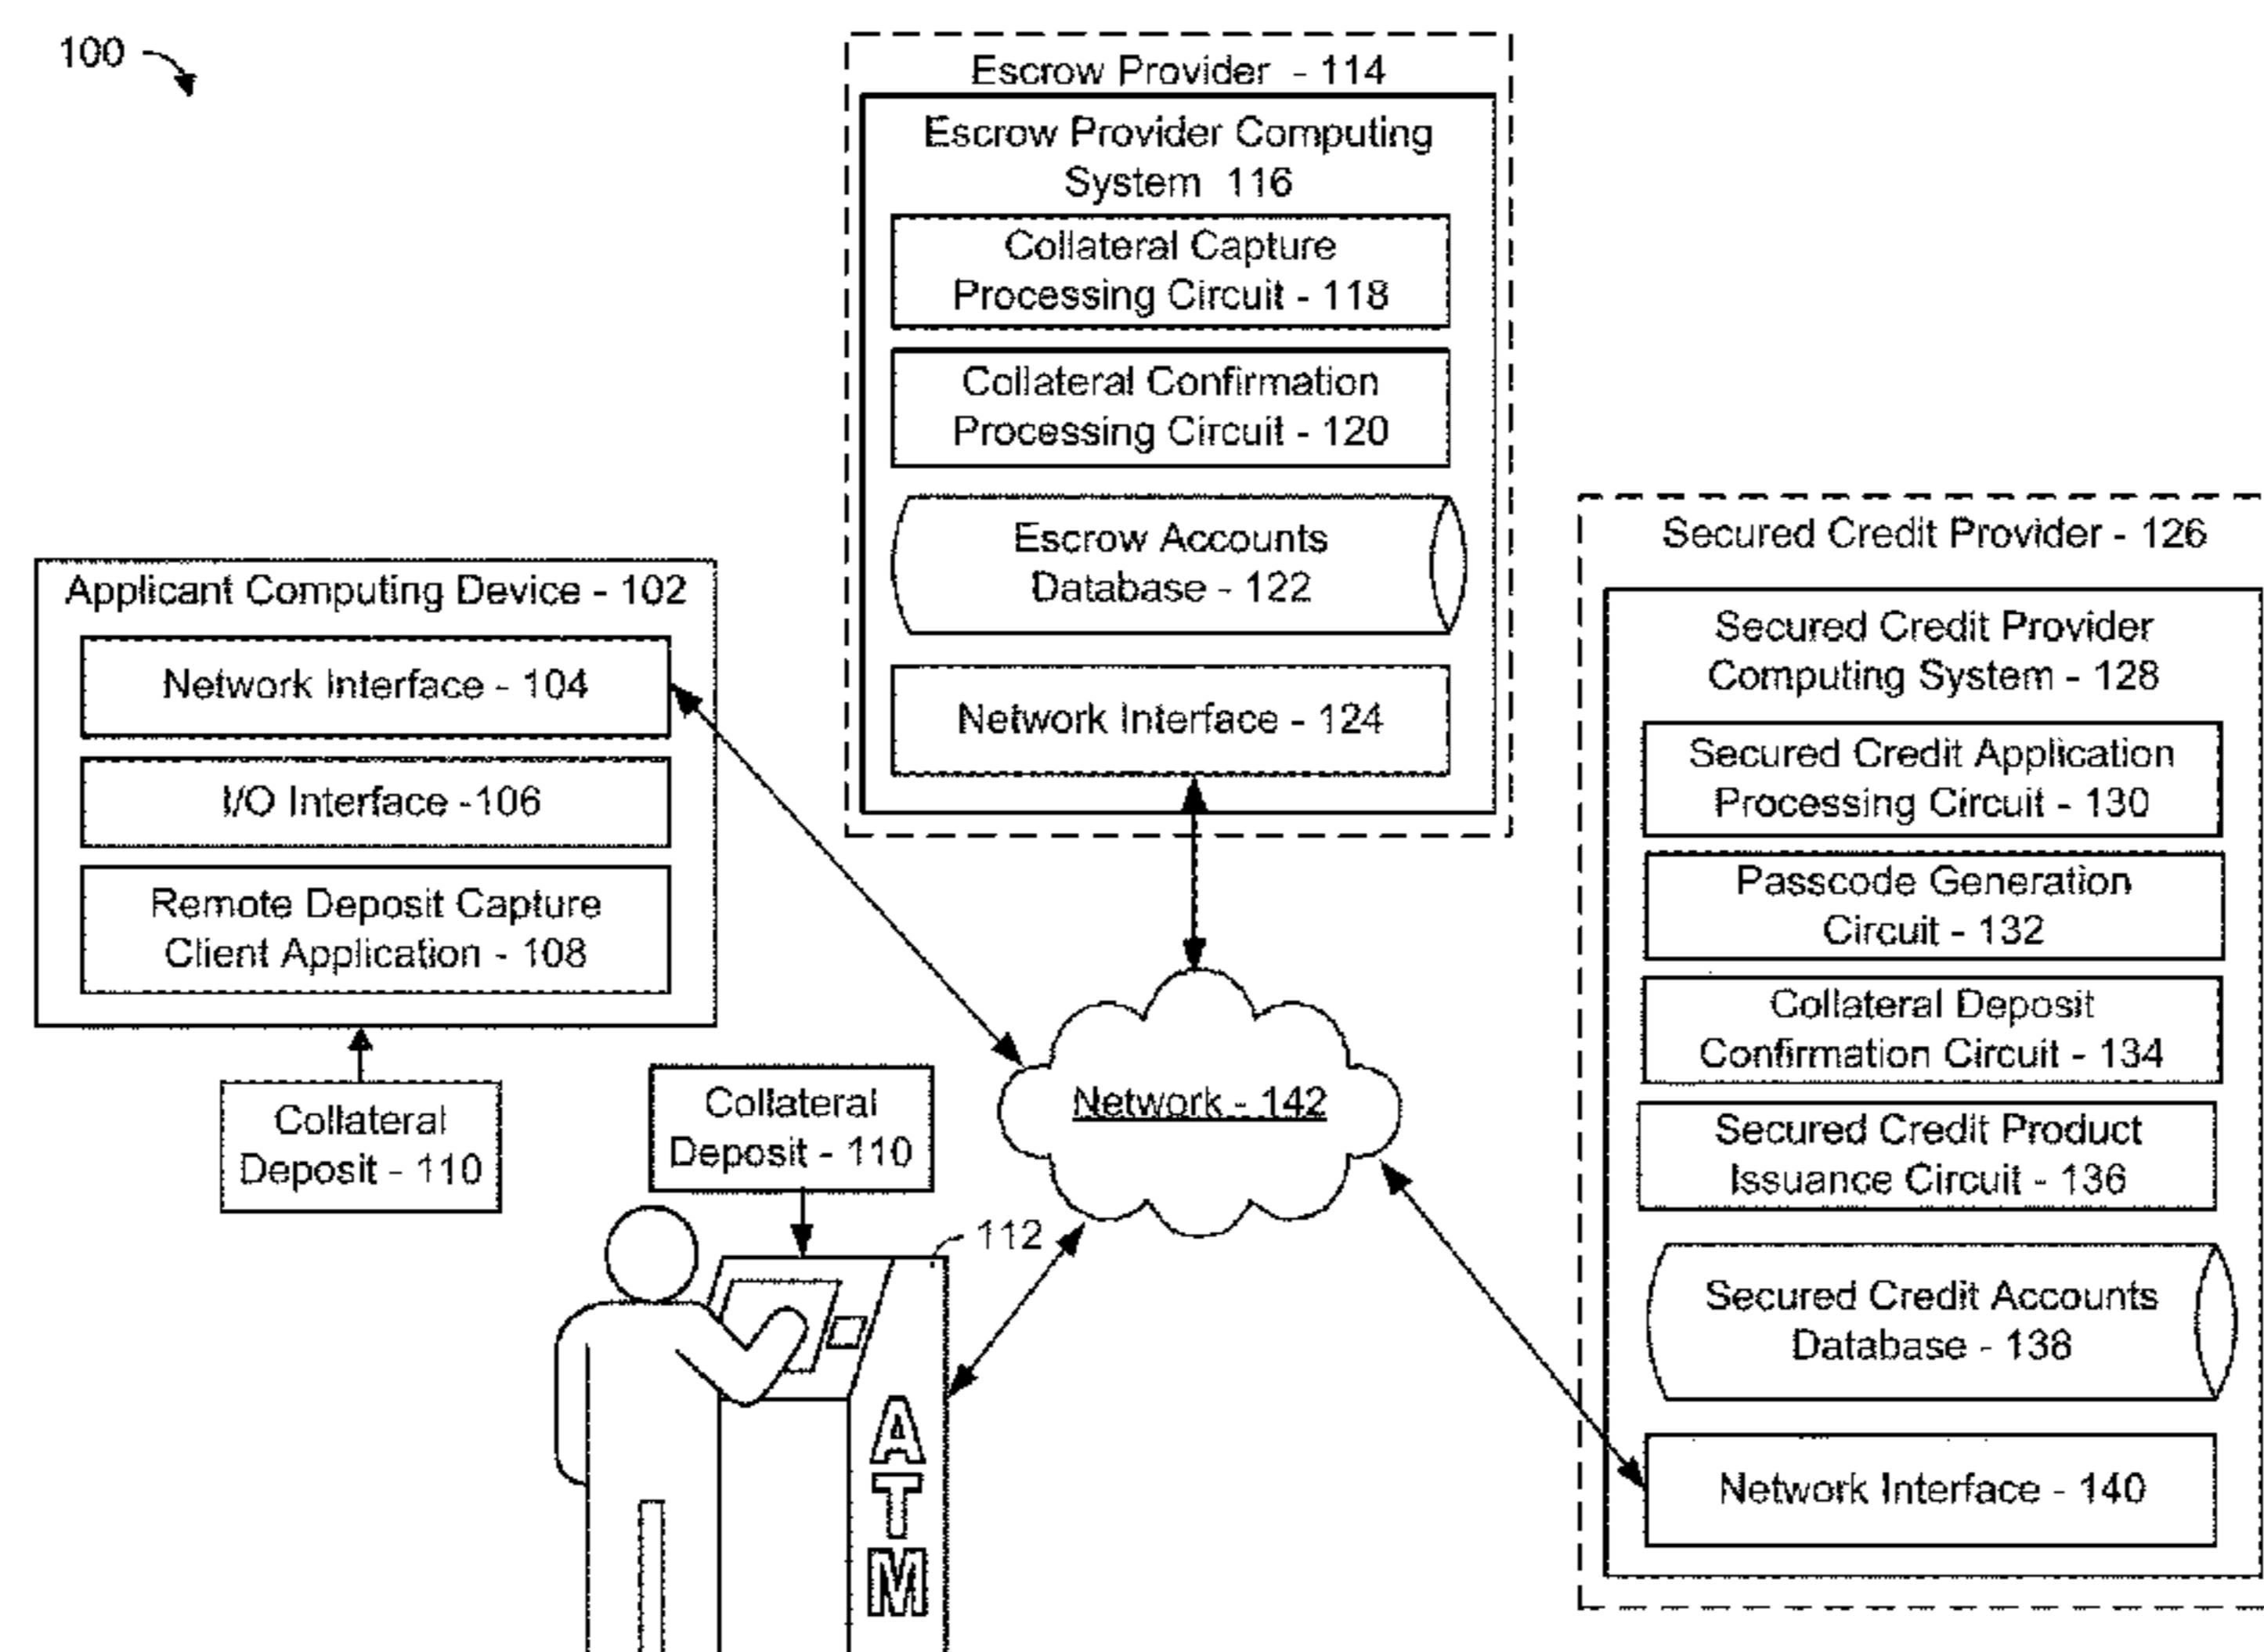 100
Escrow Provider - 114
Escrow Provider Computing
System 116
Collateral Capture
Processing Circuit - 118
Collateral Confirmation
Processing Circuit - 120
Escrow Accounts
Database - 122
Network Interface - 124
Applicant Computing Device - 102
Network Interface - 104
I/O Interface -106
Remote Deposit Capture
Client Application - 108
Collateral
Deposit - 110
Collateral
Deposit - 110
112
ATM
Network - 142
Secured Credit Provider - 126
Secured Credit Provider
Computing System - 128
Secured Credit Application
Processing Circuit - 130
Passcode Generation
Circuit - 132
Collateral Deposit
Confirmation Circuit - 134
Secured Credit Product
Issuance Circuit - 136
Secured Credit Accounts
Database - 138
Network Interface - 140